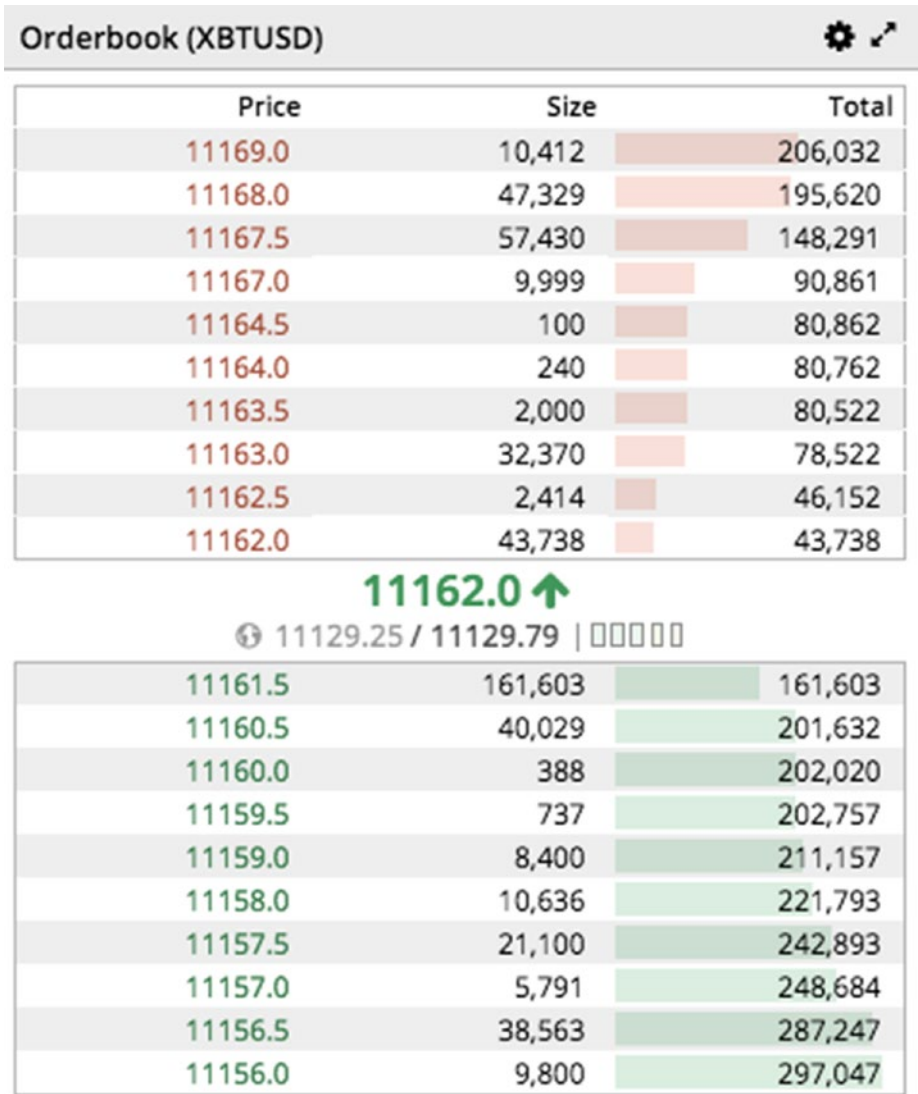 Orderbook (XBTUSD)
Price Size Total
11169.0 10,412 206,032
11168.0 47,329 195,620
11167.5 57,430 148,291
11167.0 9,999 90,861
11164.5 100 80,862
11164.0 240 80,762
11163.5 2,000 80,522
11163.0 32,370 78,522
11162.5 2,414 46,152
11162.0 43,738 43,738
11162.0
11129.25 / 11129.79 |
11161.5 161,603 161,603
11160.5 40,029 201,632
11160.0 388 202,020
11159.5 737 202,757
11159.0 8,400 211,157
11158.0 10,636 221,793
11157.5 21,100 242,893
11157.0 5,791 248,684
11156.5 38,563 287,247
11156.0 9,800 297,047